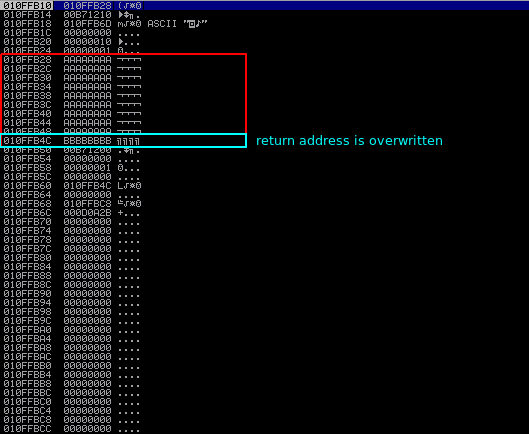 010FFB10 010FFB28 (♪*0
010FFB14 00B71210
010FFB18 010FFB6D m♪*0 ASCII
010FFB1C 00000000 ....
010FFB20 00000010 ►...
010FFB24 00000001 0...
010FFB28 AAAAAAAA ¬¬¬¬
010FFB2C AAAAAAAA ¬¬¬¬
010FFB30 AAAAAAAA ¬¬¬¬
010FFB34 AAAAAAAA ¬¬¬¬
010FFB38 AAAAAAAA ¬¬¬¬
010FFB3C AAAAAAAA ¬¬¬¬
010FFB40 AAAAAAAA ¬¬¬¬
010FFB44 AAAAAAAA ¬¬¬¬
010FFB48 AAAAAAAA ¬¬¬¬
010FFB4C BBBBBBBB ╗╗╗╗ return address is overwritten
010FFB50 00B71200
010FFB54 00000000 ....
010FFB58 00000001 0...
010FFB5C 00000000 ....
010FFB60 010FFB4C L♪*0
010FFB64 00000000 ....
010FFB68 010FFBC8 ╚♪*0
010FFB6C 000D0A2B +...
010FFB70 00000000 ....
010FFB74 00000000 ....
010FFB78 00000000 ....
010FFB7C 00000000 ....
010FFB80 00000000 ....
010FFB84 00000000 ....
010FFB88 00000000 ....
010FFB8C 00000000 ....
010FFB90 00000000 ....
010FFB94 00000000 ....
010FFB98 00000000 ....
010FFB9C 00000000 ....
010FFBA0 00000000 ....
010FFBA4 00000000 ....
010FFBA8 00000000 ....
010FFBAC 00000000 ....
010FFBB0 00000000 ....
010FFBB4 00000000 ....
010FFBB8 00000000 ....
010FFBBC 00000000 ....
010FFBC0 00000000 ....
010FFBC4 00000000 ....
010FFBC8 00000000 ....
010FFBCC 00000000 ....